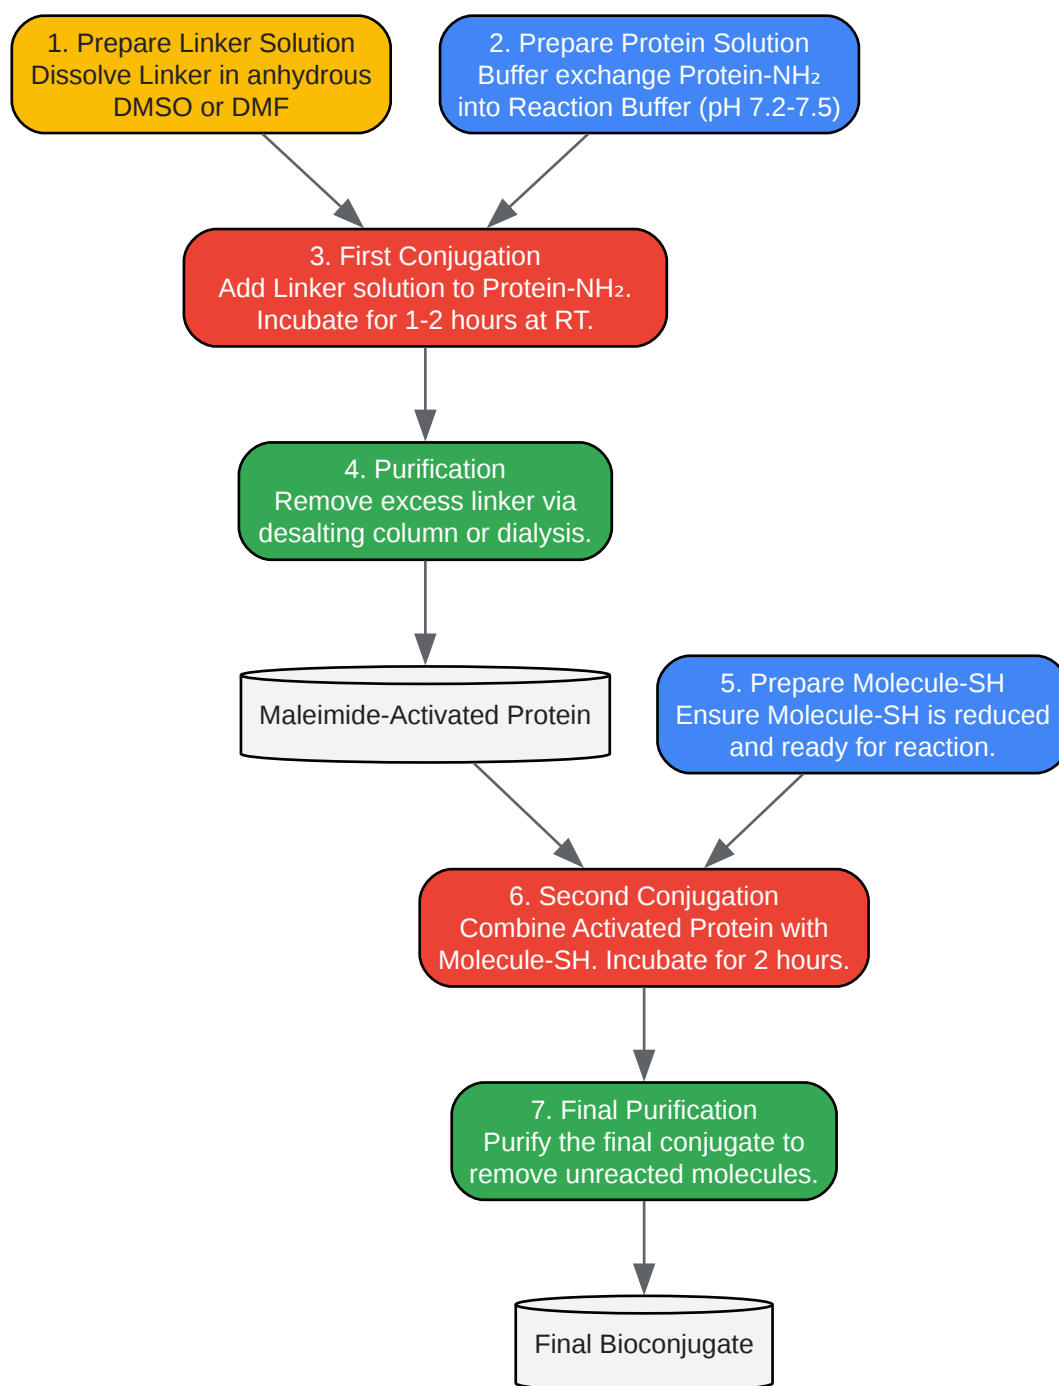 1. Prepare Linker Solution
Dissolve Linker in anhydrous
DMSO or DMF
2. Prepare Protein Solution
Buffer exchange Protein-NH₂
into Reaction Buffer (pH 7.2-7.5)
3. First Conjugation
Add Linker solution to Protein-NH₂.
Incubate for 1-2 hours at RT.
4. Purification
Remove excess linker via
desalting column or dialysis.
Maleimide-Activated Protein
5. Prepare Molecule-SH
Ensure Molecule-SH is reduced
and ready for reaction.
6. Second Conjugation
Combine Activated Protein with
Molecule-SH. Incubate for 2 hours.
7. Final Purification
Purify the final conjugate to
remove unreacted molecules.
Final Bioconjugate